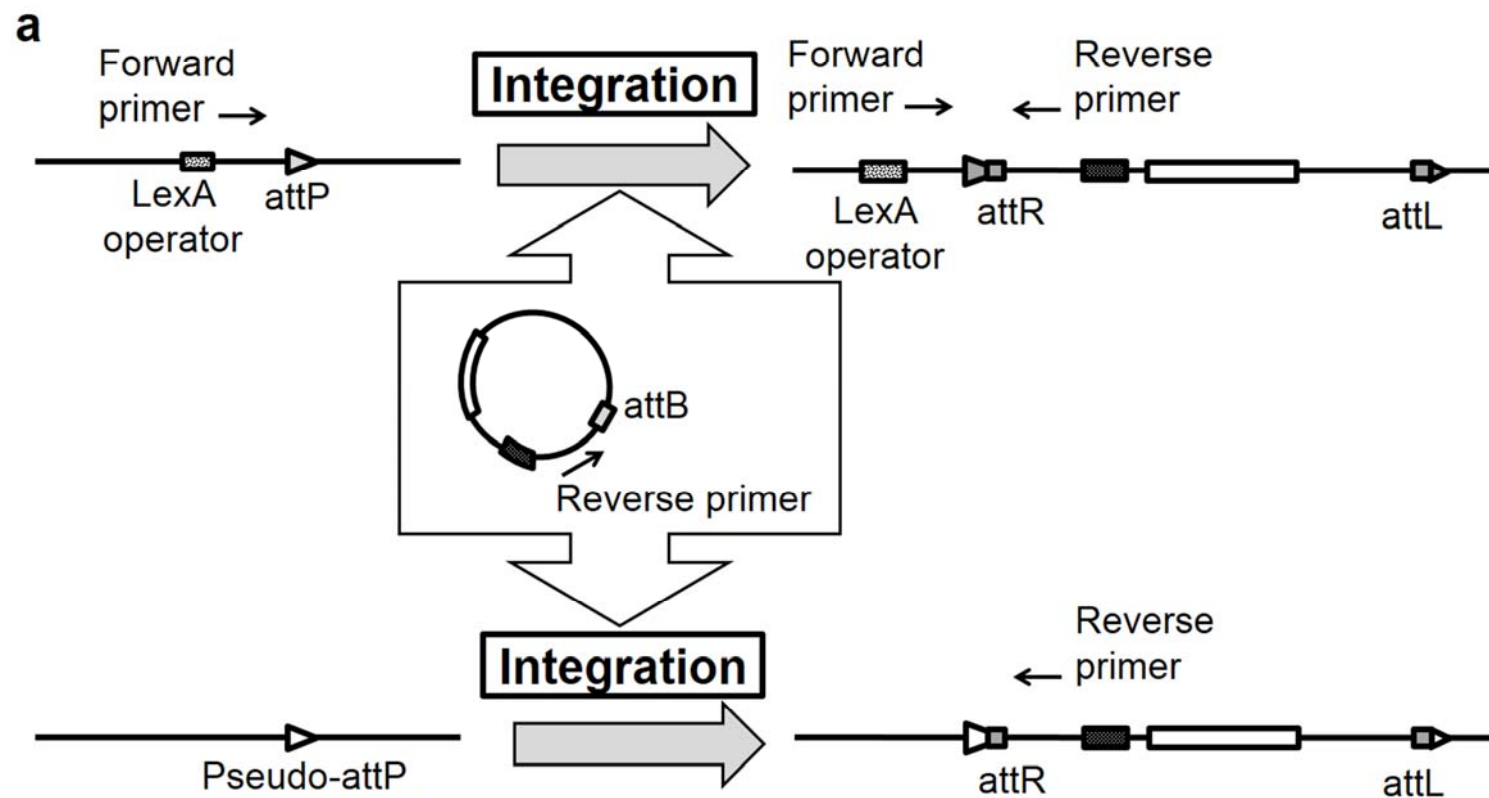 a
Forward
primer
LexA
operator
attP
Integration
Forward
primer
Reverse
primer
LexA
operator
attR
attL
attB
Reverse primer
Integration
Pseudo-attP
Reverse
primer
attR
attL